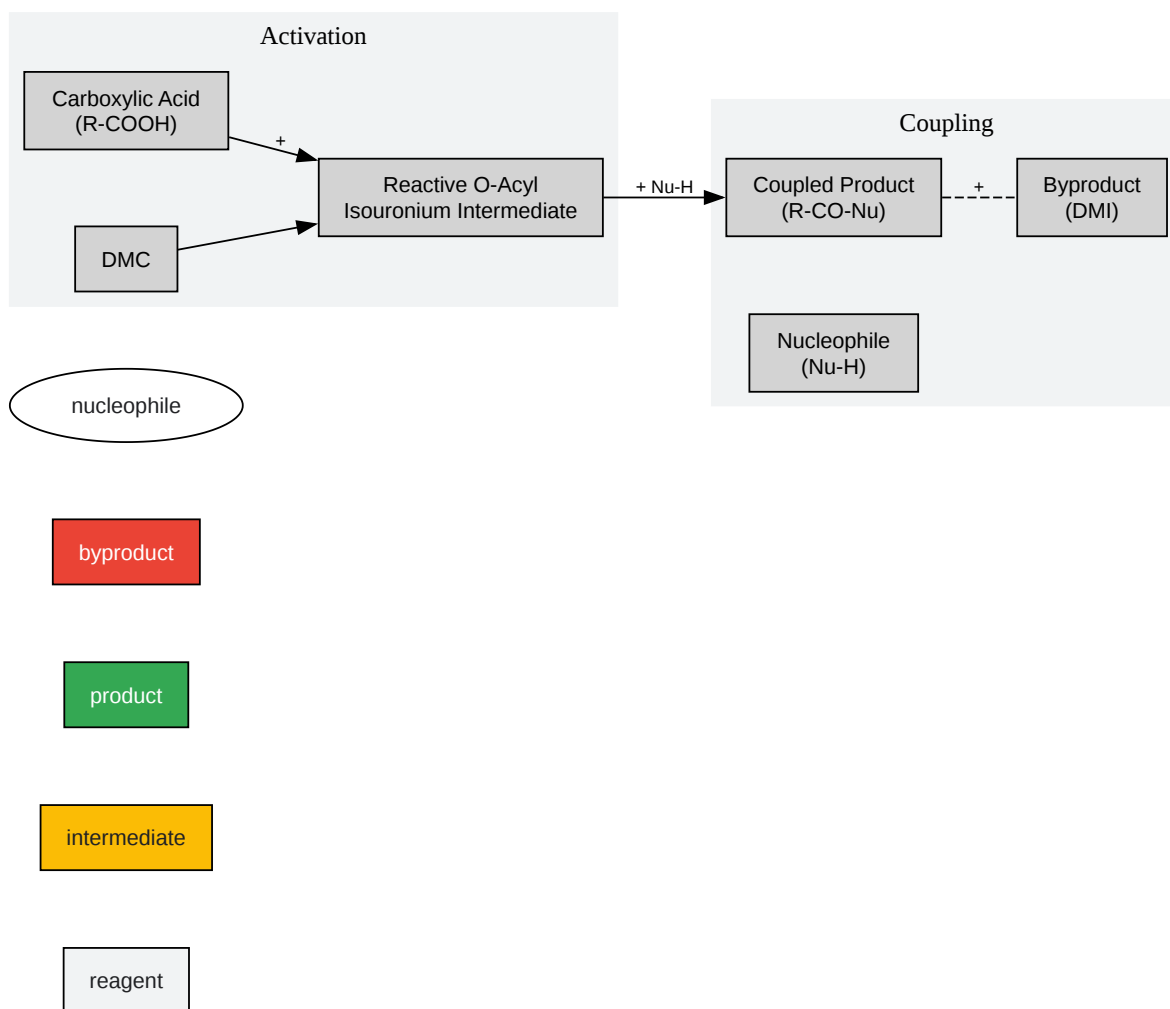 Activation
Carboxylic Acid
(R-COOH)
+
DMC
Reactive O-Acyl
Isouronium Intermediate
+ Nu-H
Coupling
Coupled Product
(R-CO-Nu)
+
Byproduct
(DMI)
Nucleophile
(Nu-H)
nucleophile
byproduct
product
intermediate
reagent